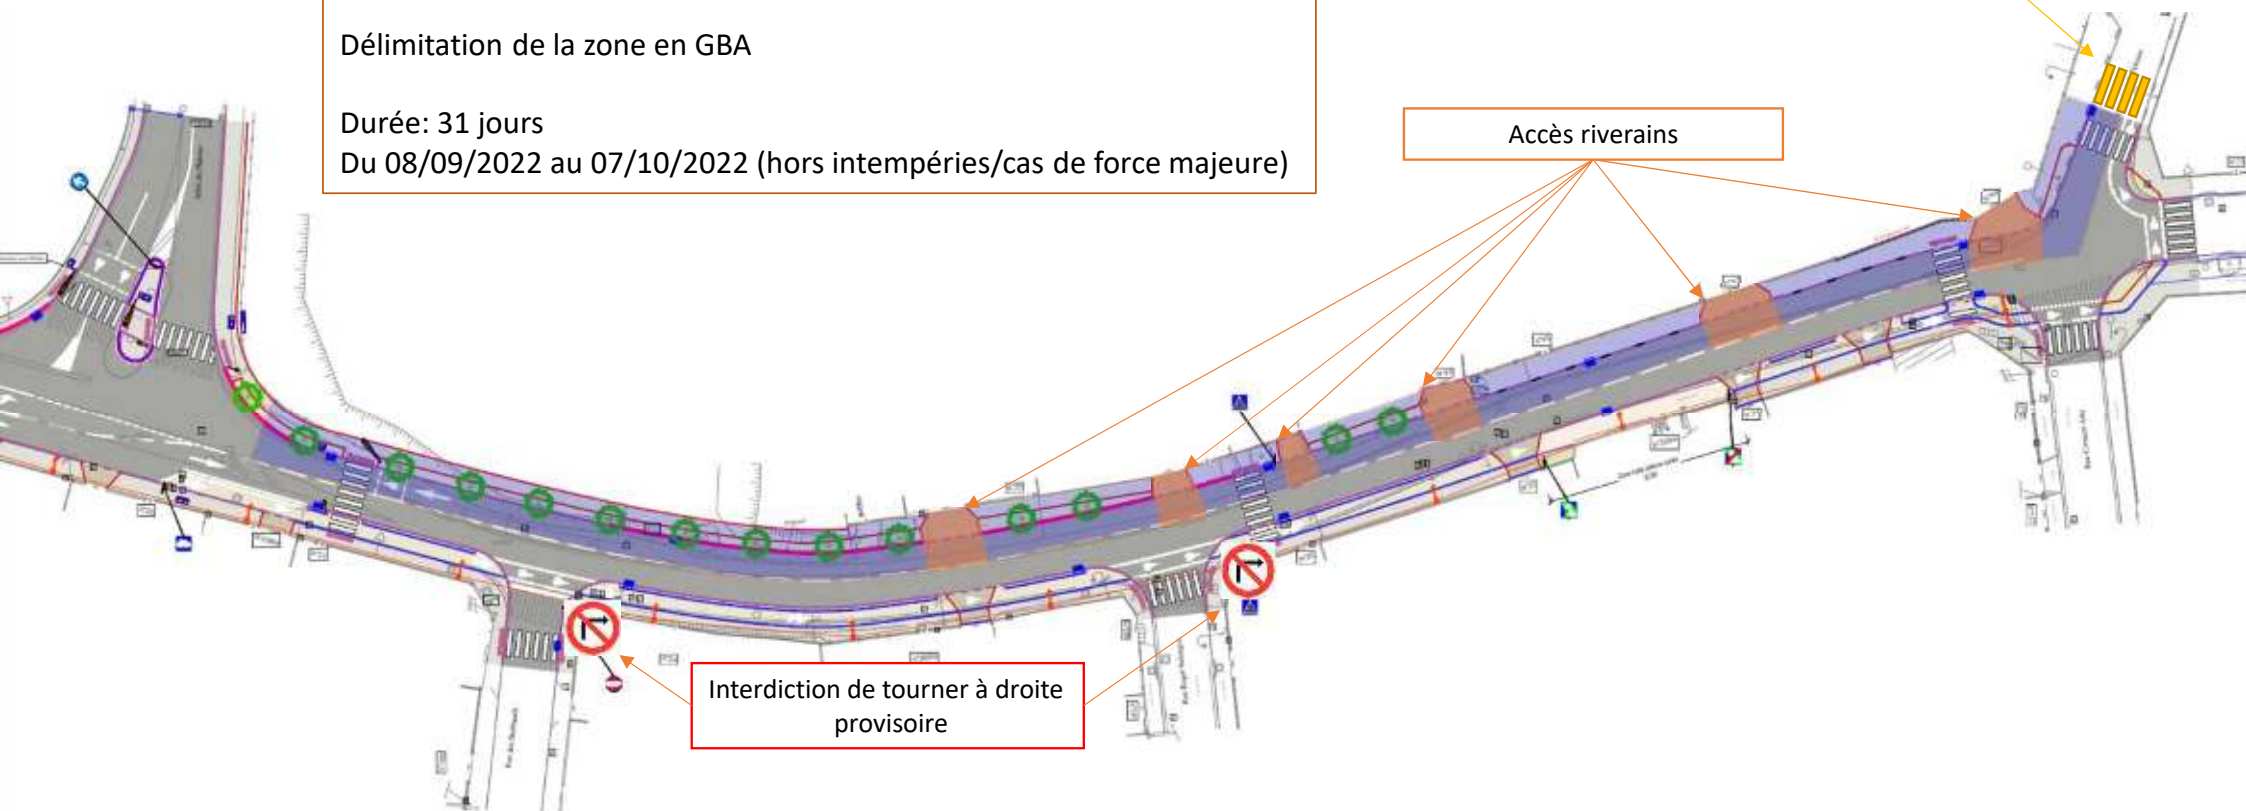 Délimitation de la zone en GBA
Durée: 31 jours
Du 08/09/2022 au 07/10/2022 (hors intempéries/cas de force majeure)
Accès riverains
Interdiction de tourner à droite
provisoire